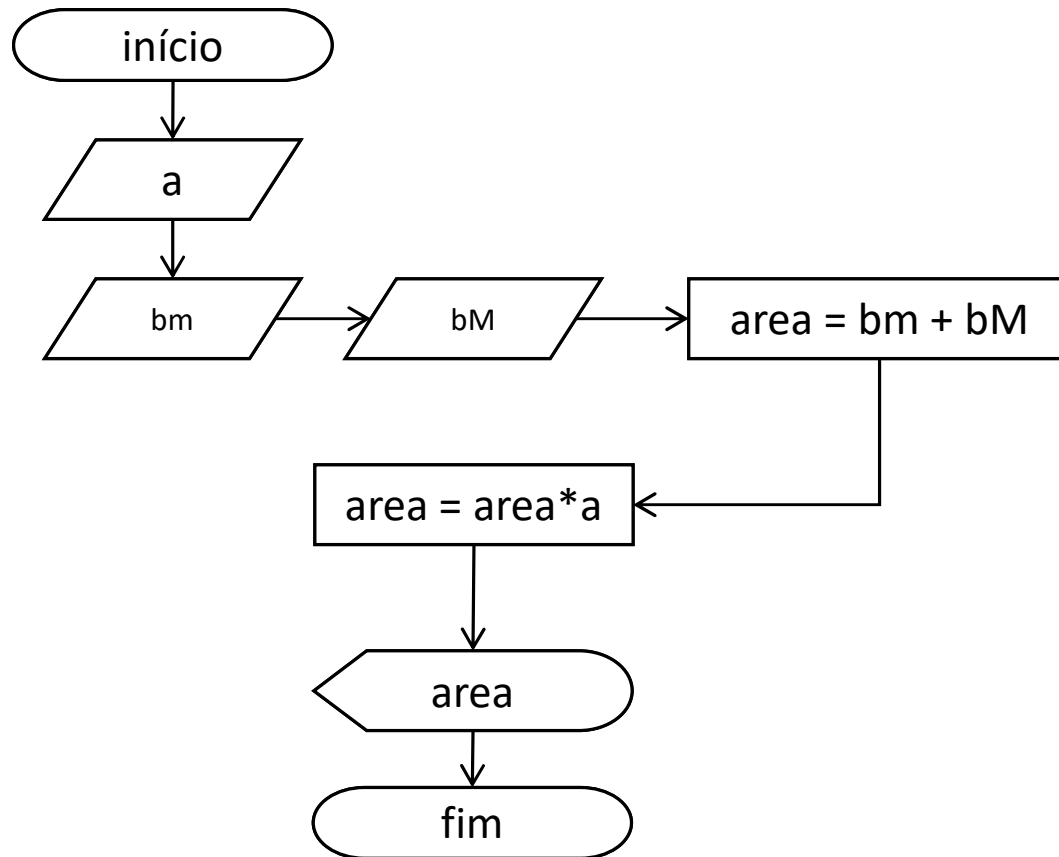 início
a
bm
bM
area = bm + bM
area = area*a
area
fim